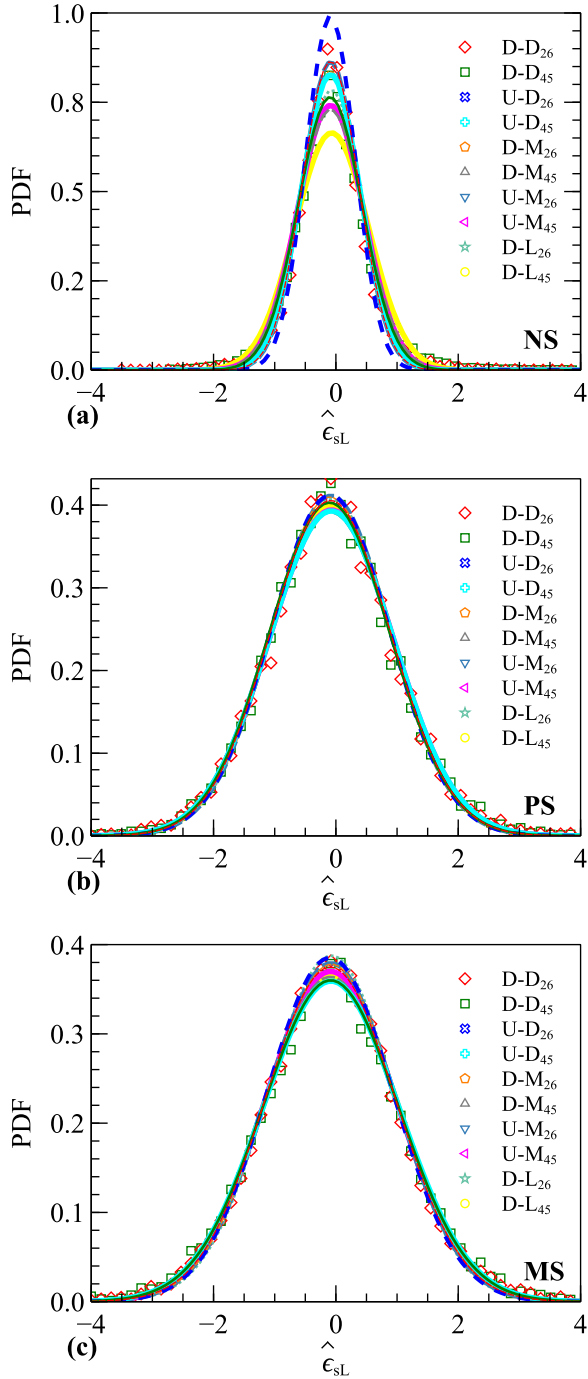 1.0
0.8
0.5
0.2
0.0
PDF
D-D26
D-D45
U-D26
U-D45
D-M26
D-M45
U-M26
U-M45
D-L26
D-L45
NS
−4 −2 0 2 4
(a)
ϵ̂sL
0.4
0.3
0.2
0.1
0.0
PDF
D-D26
D-D45
U-D26
U-D45
D-M26
D-M45
U-M26
U-M45
D-L26
D-L45
PS
−4 −2 0 2 4
(b)
ϵ̂sL
0.4
0.3
0.2
0.1
0.0
PDF
D-D26
D-D45
U-D26
U-D45
D-M26
D-M45
U-M26
U-M45
D-L26
D-L45
MS
−4 −2 0 2 4
(c)
ϵ̂sL